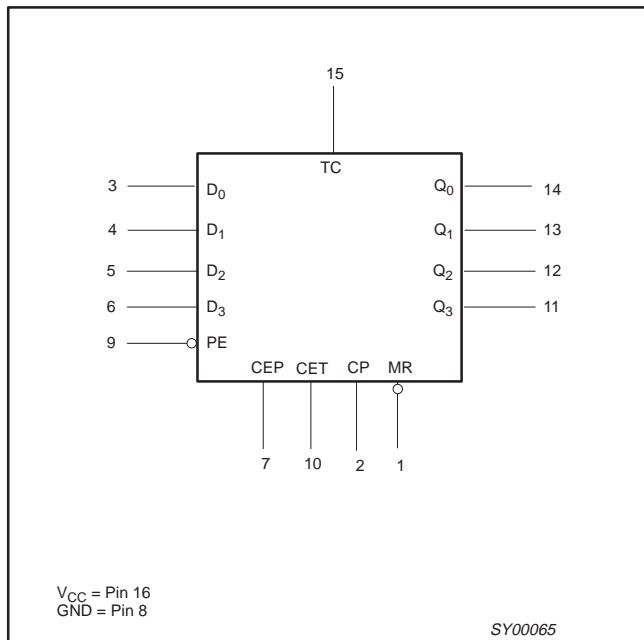 15
TC
3 D0 Q0 14
4 D1 Q1 13
5 D2 Q2 12
6 D3 Q3 11
9 PE
CEP CET CP MR
7 10 2 1
VCC = Pin 16
GND = Pin 8
SY00065